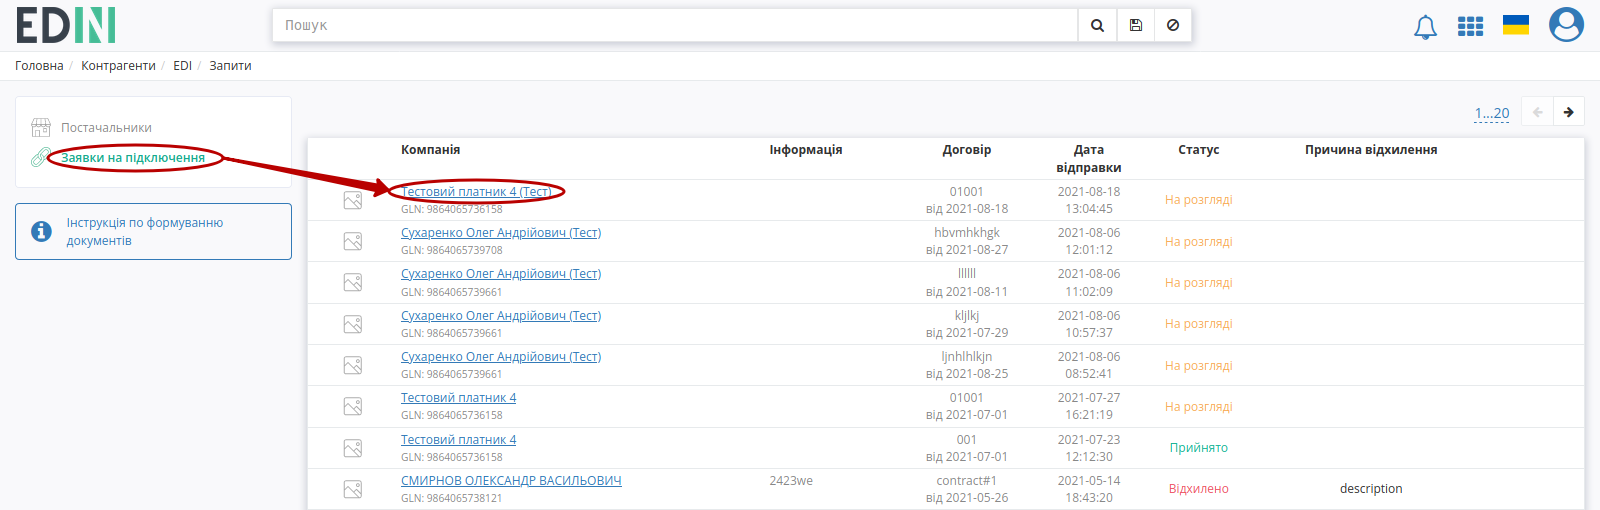 EDIN
Пошук
Головна / Контрагенти / EDI / Запити
Постачальники
Заявки на підключення
Інструкція по формуванню
документів
1...20
Компанія Інформація Договір Дата
відправки Статус Причина відхилення
Тестовий платник 4 (Тест)
GLN: 9864065736158
01001
від 2021-08-18
2021-08-18
13:04:45
На розгляді
Сухаренко Олег Андрійович (Тест)
GLN: 9864065739708
hbvmhkhgk
від 2021-08-27
2021-08-06
12:01:12
На розгляді
Сухаренко Олег Андрійович (Тест)
GLN: 9864065739661
llllll
від 2021-08-11
2021-08-06
11:02:09
На розгляді
Сухаренко Олег Андрійович (Тест)
GLN: 9864065739661
kljlkj
від 2021-07-29
2021-08-06
10:57:37
На розгляді
Сухаренко Олег Андрійович (Тест)
GLN: 9864065739661
ljnhlhlkjn
від 2021-08-25
2021-08-06
08:52:41
На розгляді
Тестовий платник 4
GLN: 9864065736158
01001
від 2021-07-01
2021-07-27
16:21:19
На розгляді
Тестовий платник 4
GLN: 9864065736158
001
від 2021-07-01
2021-07-23
12:12:30
Прийнято
СМИРНОВ ОЛЕКСАНДР ВАСИЛЬОВИЧ
GLN: 9864065738121
2423we
contract#1
від 2021-05-26
2021-05-14
18:43:20
Відхилено
description